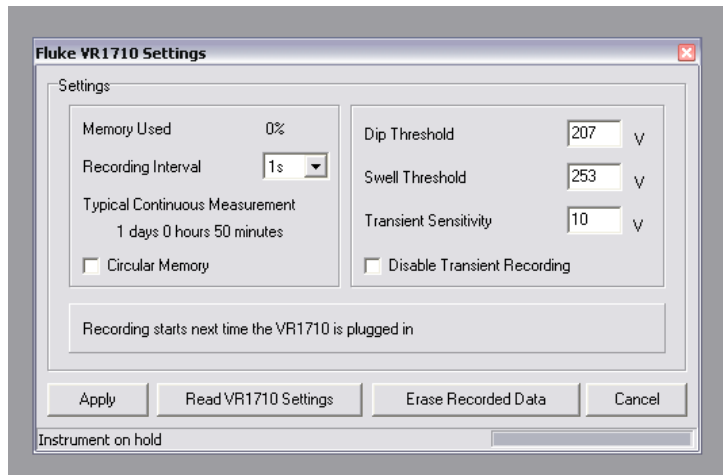 Fluke VR1710 Settings
Settings
Memory Used 0%
Recording Interval 1s
Typical Continuous Measurement
1 days 0 hours 50 minutes
Circular Memory
Dip Threshold 207 V
Swell Threshold 253 V
Transient Sensitivity 10 V
Disable Transient Recording
Recording starts next time the VR1710 is plugged in
Apply Read VR1710 Settings Erase Recorded Data Cancel
Instrument on hold